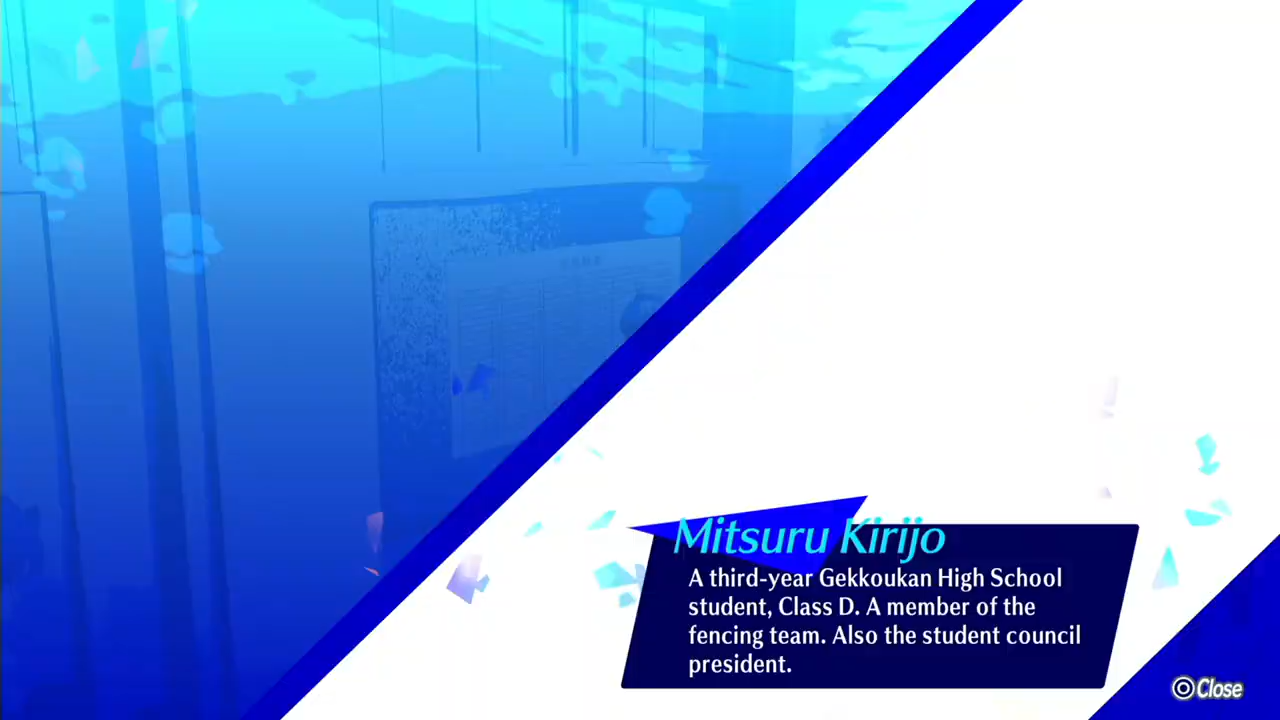 Mitsuru Kirijo
A third-year Gekkoukan High School
student, Class D. A member of the
fencing team. Also the student council
president.
Close